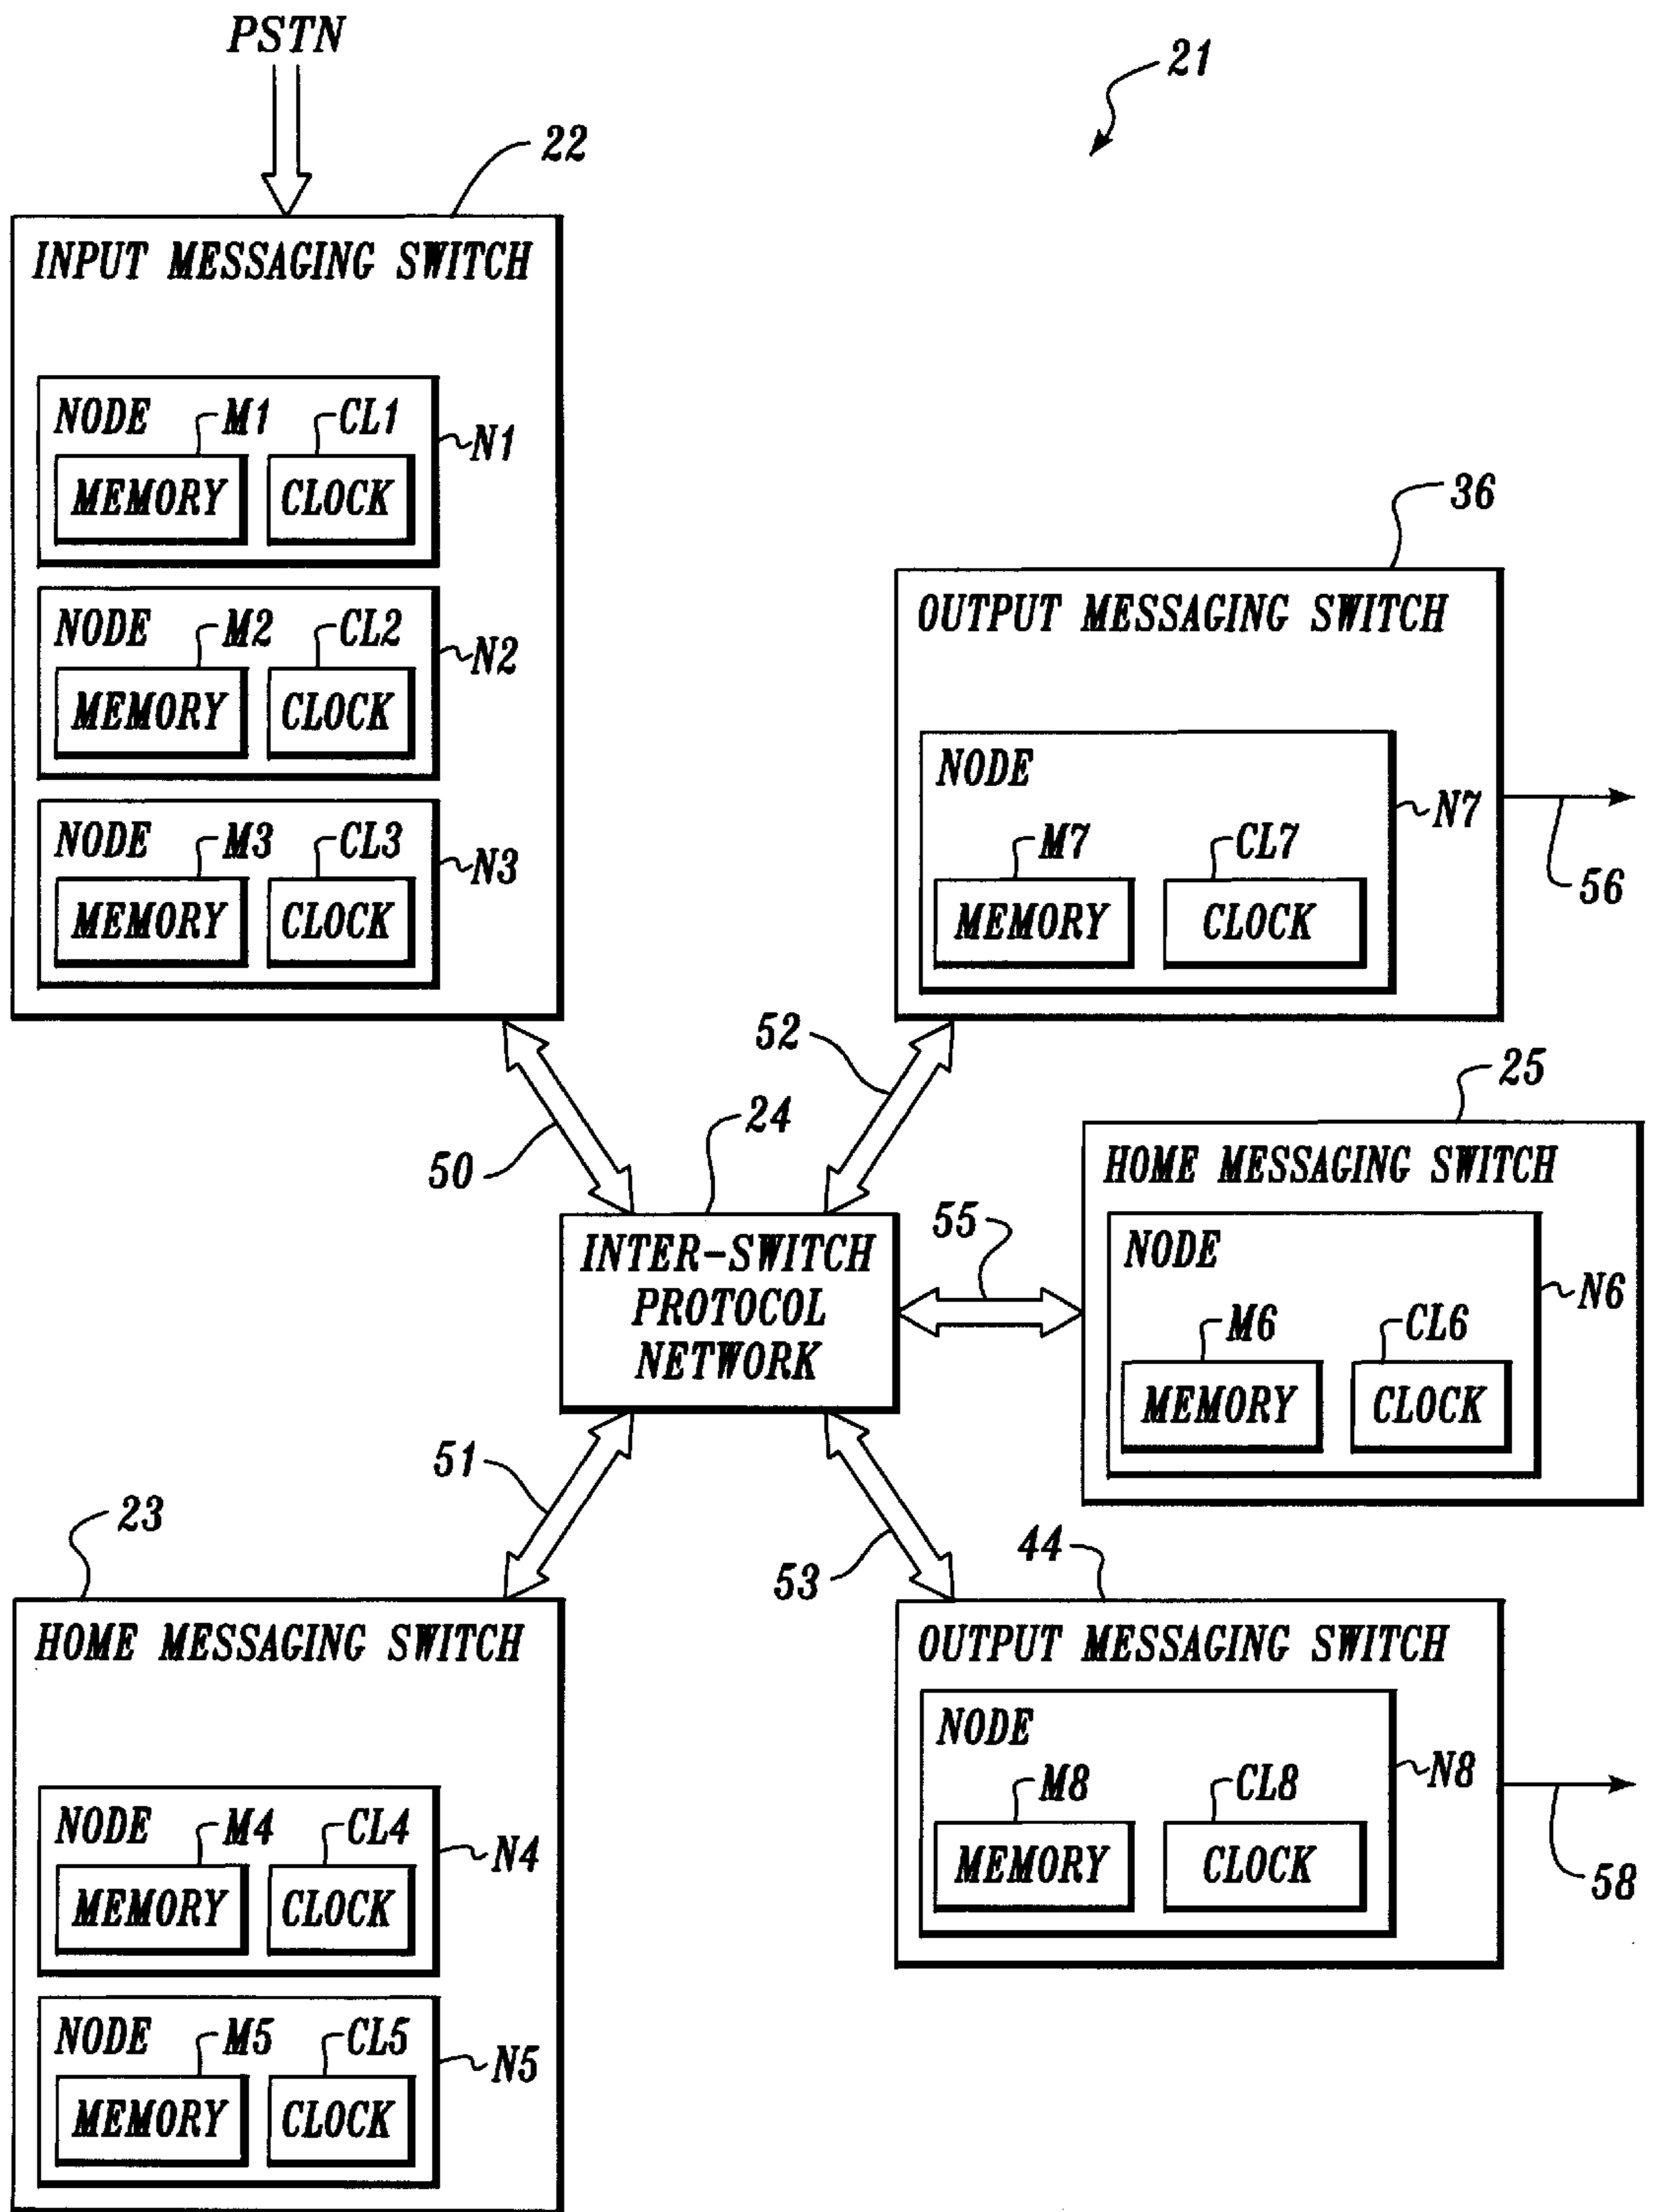 PSTN
21
22
INPUT MESSAGING SWITCH
NODE M1 CL1
N1
MEMORY CLOCK
NODE M2 CL2
N2
MEMORY CLOCK
NODE M3 CL3
N3
MEMORY CLOCK
36
OUTPUT MESSAGING SWITCH
NODE
N7
M7 CL7
MEMORY CLOCK
56
52
50
24
INTER-SWITCH
PROTOCOL
NETWORK
55
25
HOME MESSAGING SWITCH
NODE
N6
M6 CL6
MEMORY CLOCK
51
53
23
HOME MESSAGING SWITCH
NODE M4 CL4
N4
MEMORY CLOCK
NODE M5 CL5
N5
MEMORY CLOCK
44
OUTPUT MESSAGING SWITCH
NODE
N8
M8 CL8
MEMORY CLOCK
58